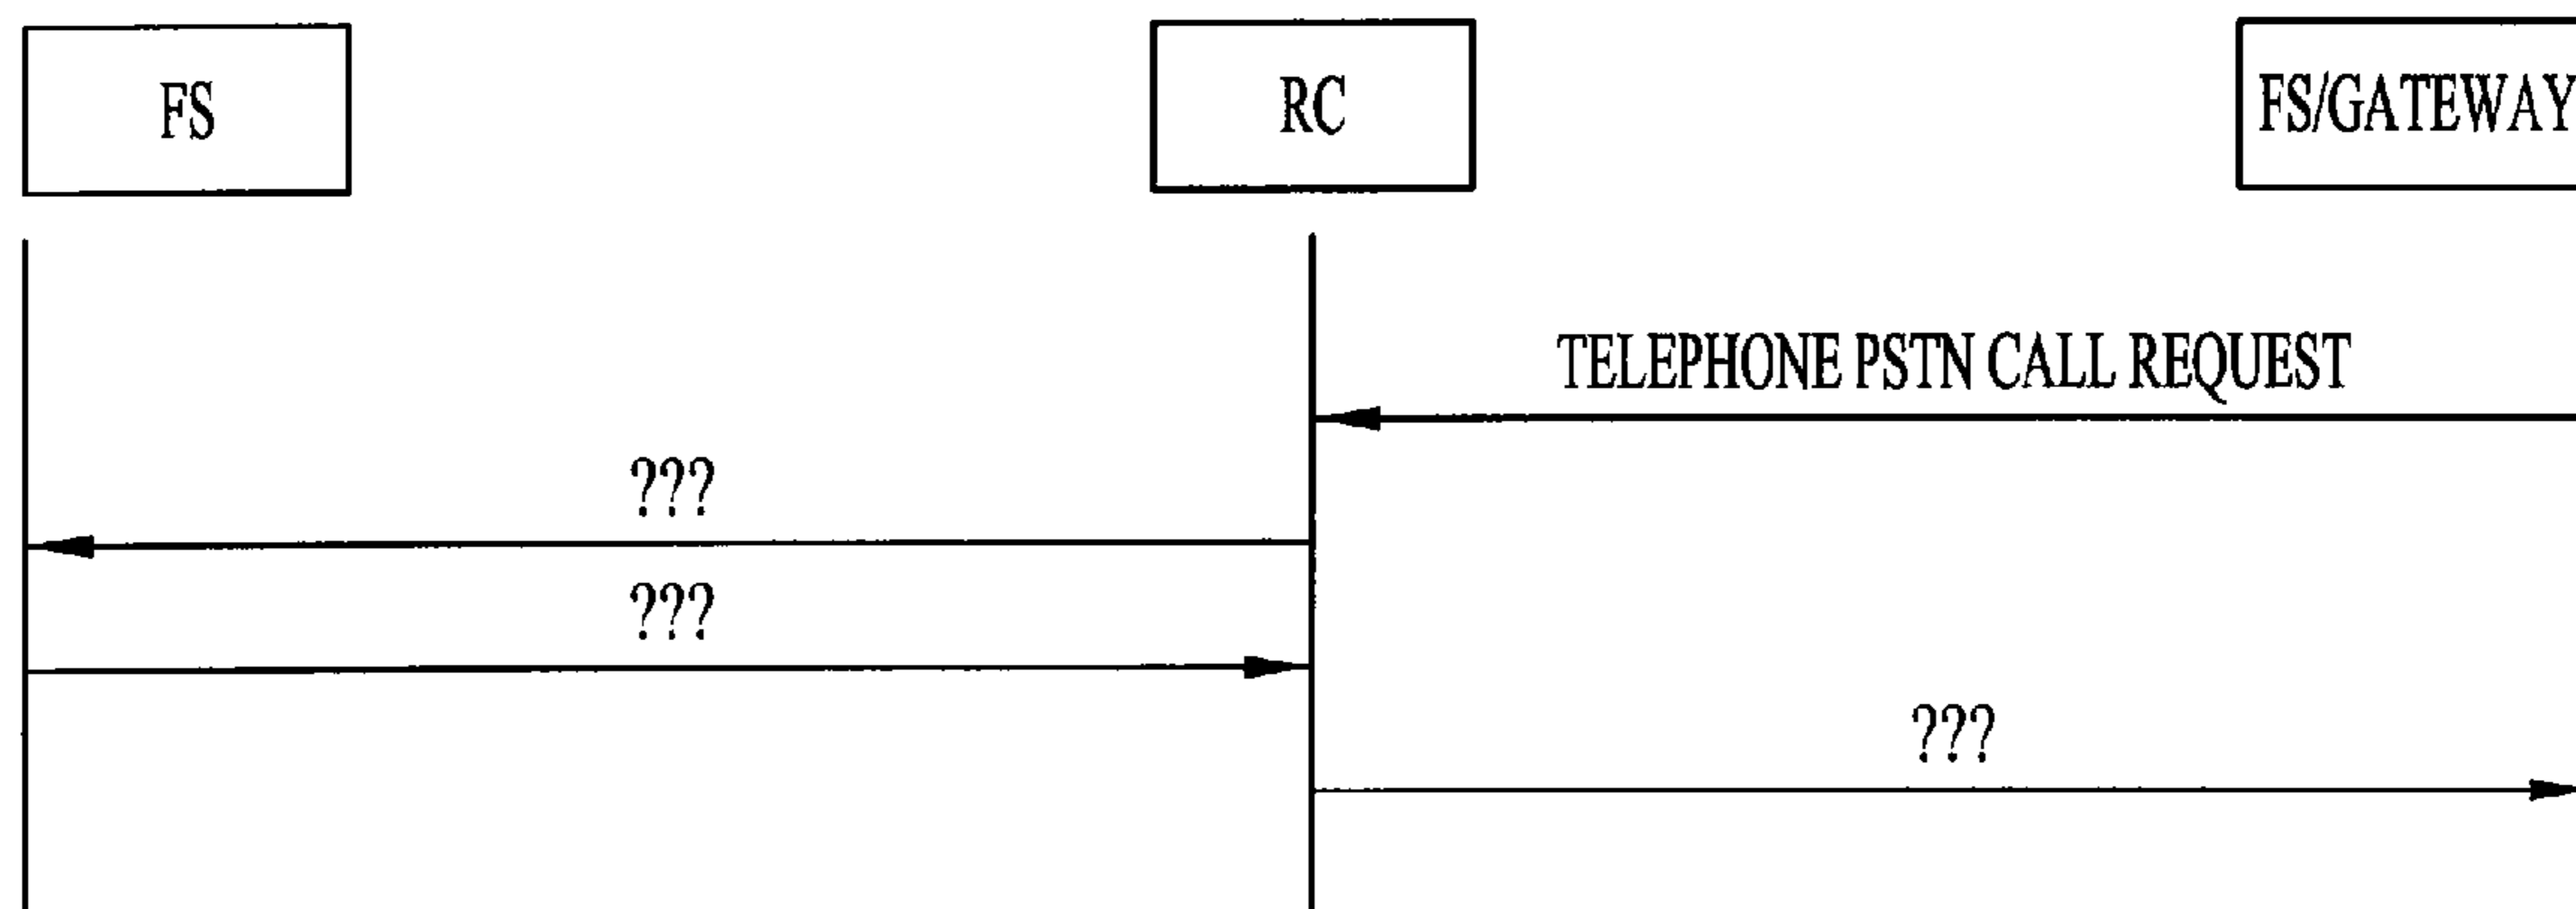 FS
RC
FS/GATEWAY
TELEPHONE PSTN CALL REQUEST
???
???
???